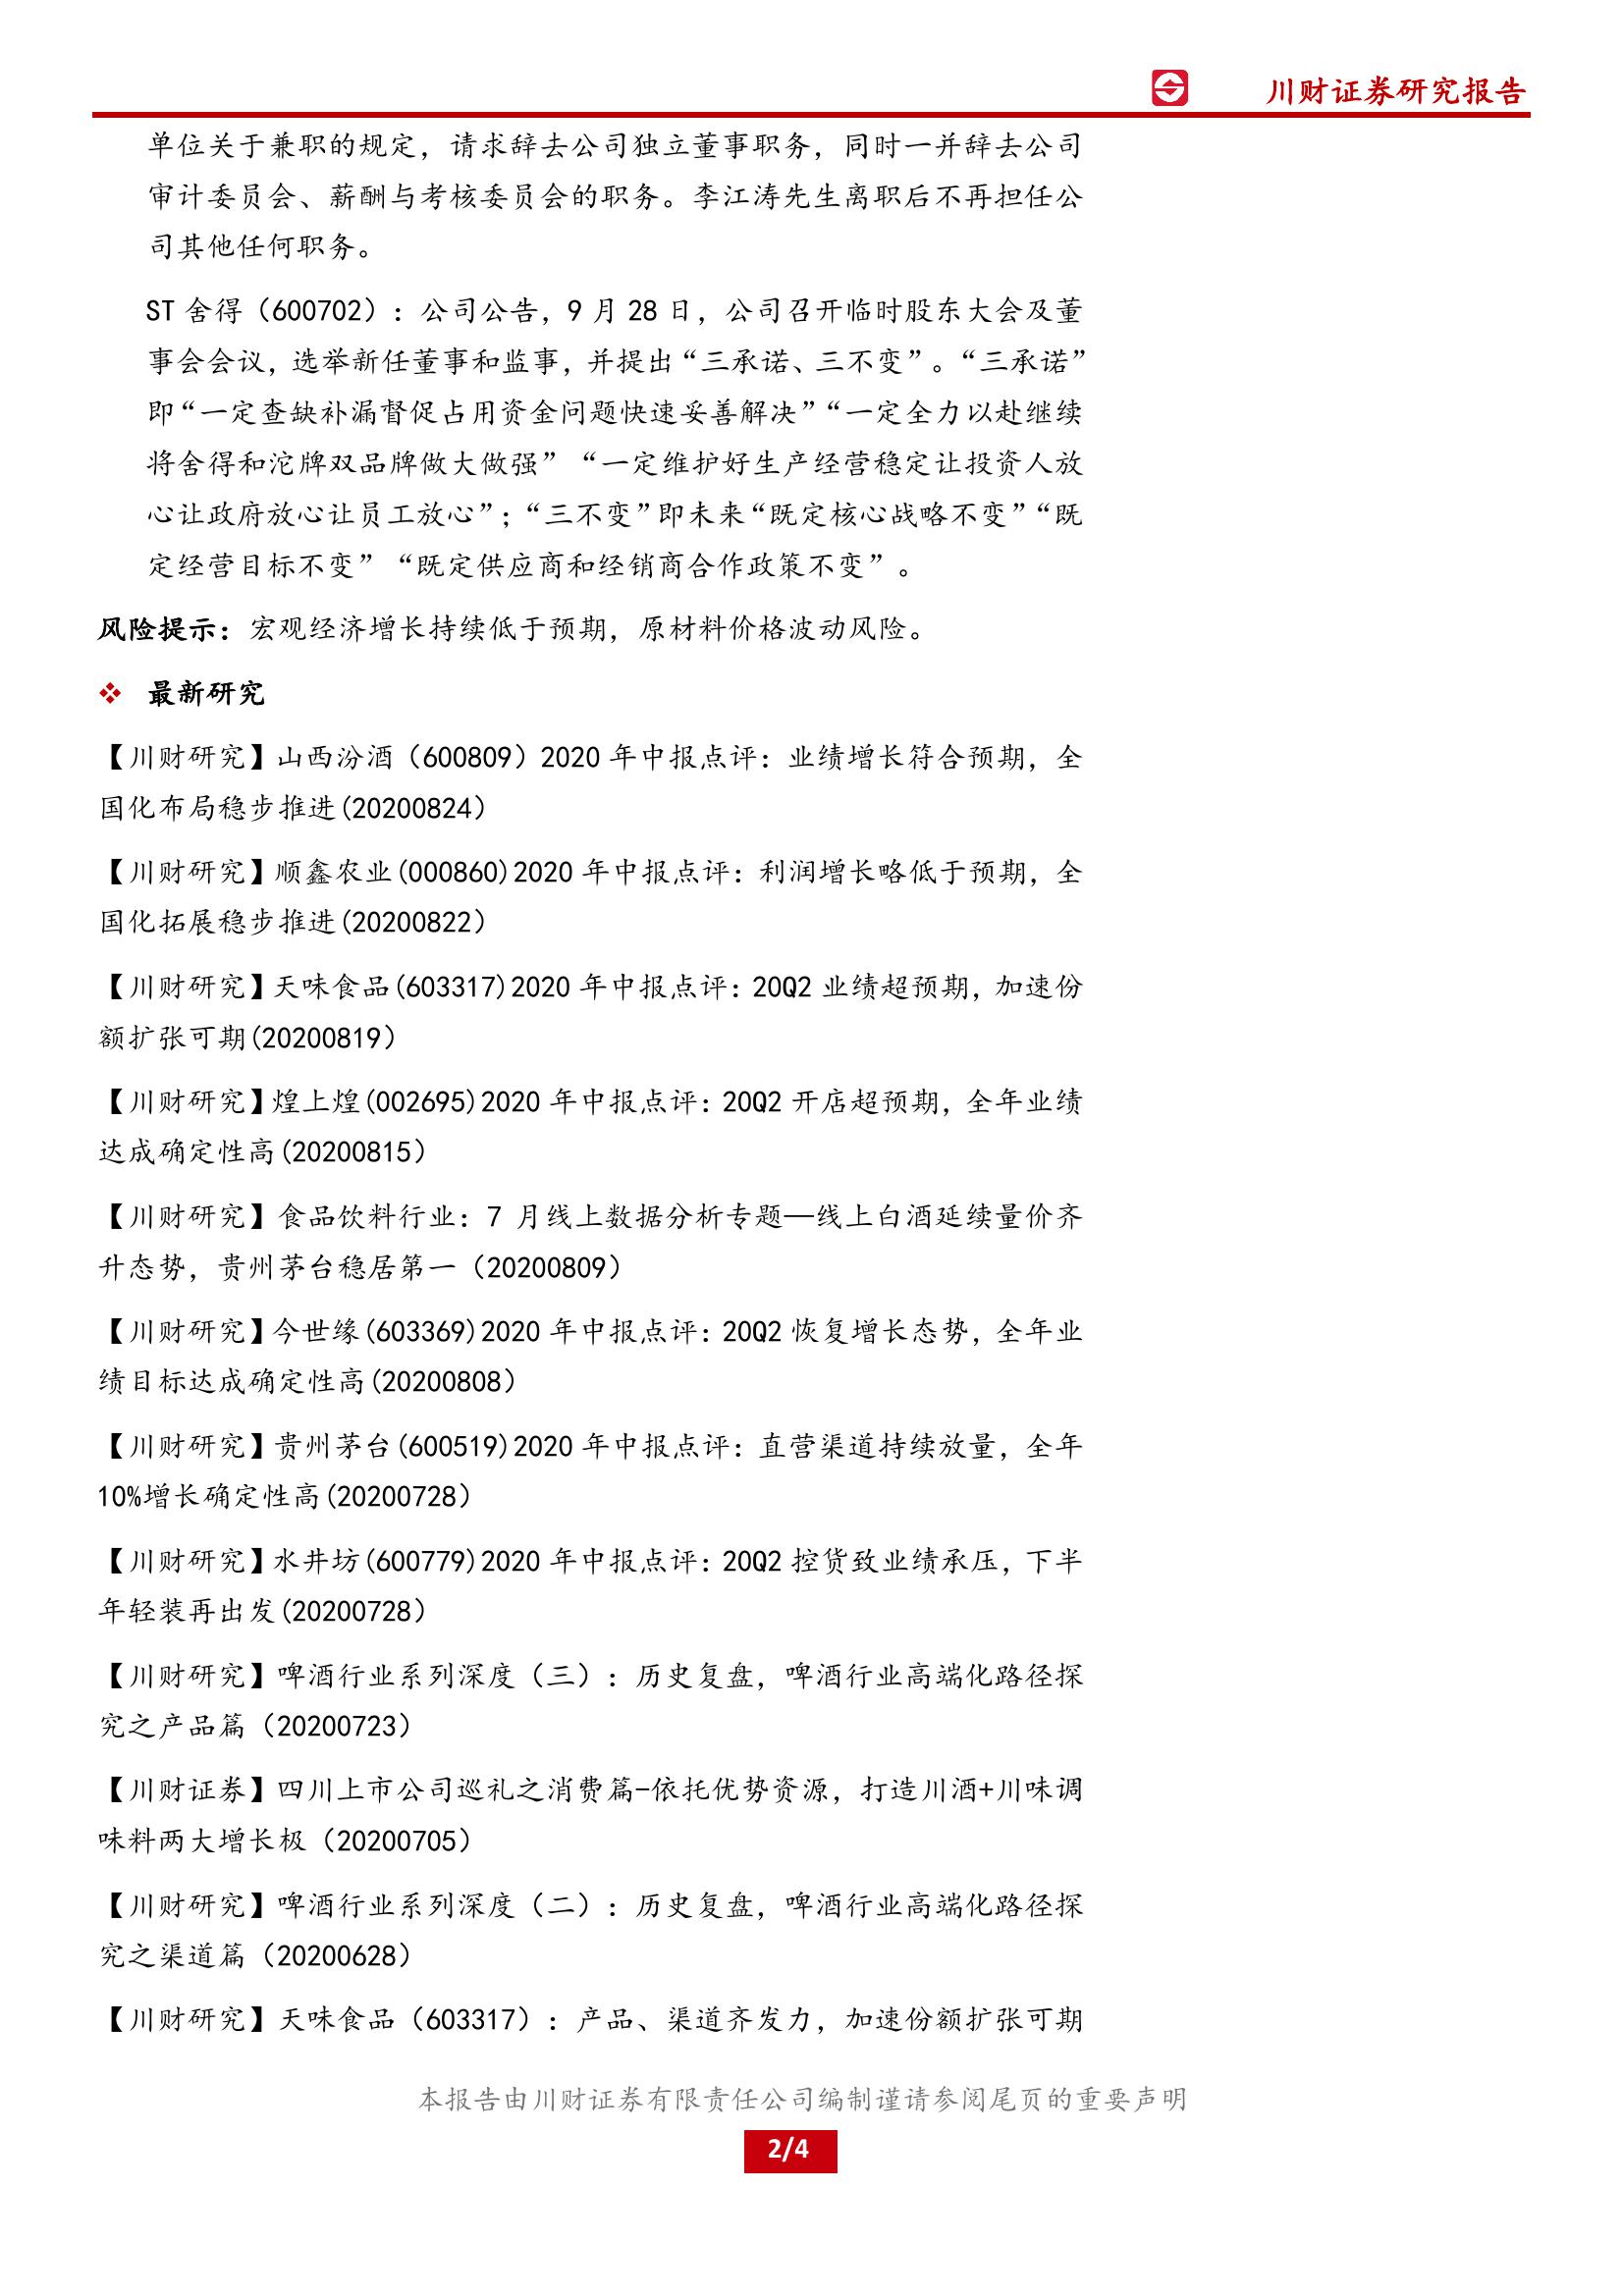 川财证券研究报告
单位关于兼职的规定，请求辞去公司独立董事职务，同时一并辞去公司
审计委员会、薪酬与考核委员会的职务。李江涛先生离职后不再担任公
司其他任何职务。
ST 舍得（600702）：公司公告，9 月 28 日，公司召开临时股东大会及董
事会会议，选举新任董事和监事，并提出“三承诺、三不变”。“三承诺”
即“一定查缺补漏督促占用资金问题快速妥善解决”“一定全力以赴继续
将舍得和沱牌双品牌做大做强” “一定维护好生产经营稳定让投资人放
心让政府放心让员工放心”；“三不变”即未来“既定核心战略不变”“既
定经营目标不变” “既定供应商和经销商合作政策不变”。
风险提示：宏观经济增长持续低于预期，原材料价格波动风险。
❖ 最新研究
【川财研究】山西汾酒（600809）2020 年中报点评：业绩增长符合预期，全
国化布局稳步推进(20200824）
【川财研究】顺鑫农业(000860)2020 年中报点评：利润增长略低于预期，全
国化拓展稳步推进(20200822）
【川财研究】天味食品(603317)2020 年中报点评：20Q2 业绩超预期，加速份
额扩张可期(20200819）
【川财研究】煌上煌(002695)2020 年中报点评：20Q2 开店超预期，全年业绩
达成确定性高(20200815）
【川财研究】食品饮料行业：7 月线上数据分析专题—线上白酒延续量价齐
升态势，贵州茅台稳居第一（20200809）
【川财研究】今世缘(603369)2020 年中报点评：20Q2 恢复增长态势，全年业
绩目标达成确定性高(20200808）
【川财研究】贵州茅台(600519)2020 年中报点评：直营渠道持续放量，全年
10%增长确定性高(20200728）
【川财研究】水井坊(600779)2020 年中报点评：20Q2 控货致业绩承压，下半
年轻装再出发(20200728）
【川财研究】啤酒行业系列深度（三）：历史复盘，啤酒行业高端化路径探
究之产品篇（20200723）
【川财证券】四川上市公司巡礼之消费篇-依托优势资源，打造川酒+川味调
味料两大增长极（20200705）
【川财研究】啤酒行业系列深度（二）：历史复盘，啤酒行业高端化路径探
究之渠道篇（20200628）
【川财研究】天味食品（603317）：产品、渠道齐发力，加速份额扩张可期
本报告由川财证券有限责任公司编制谨请参阅尾页的重要声明
2/4